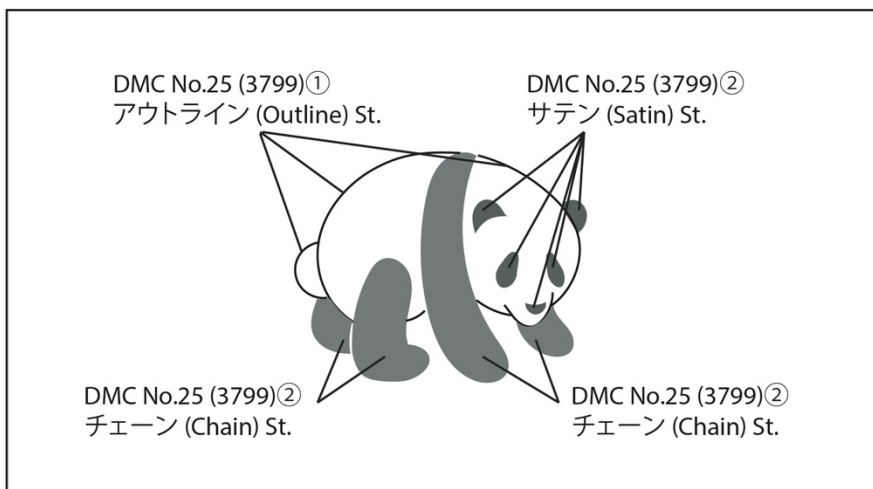 DMC No.25 (3799)①
アウトライン (Outline) St.
DMC No.25 (3799)②
サテン (Satin) St.
DMC No.25 (3799)②
チェーン (Chain) St.
DMC No.25 (3799)②
チェーン (Chain) St.